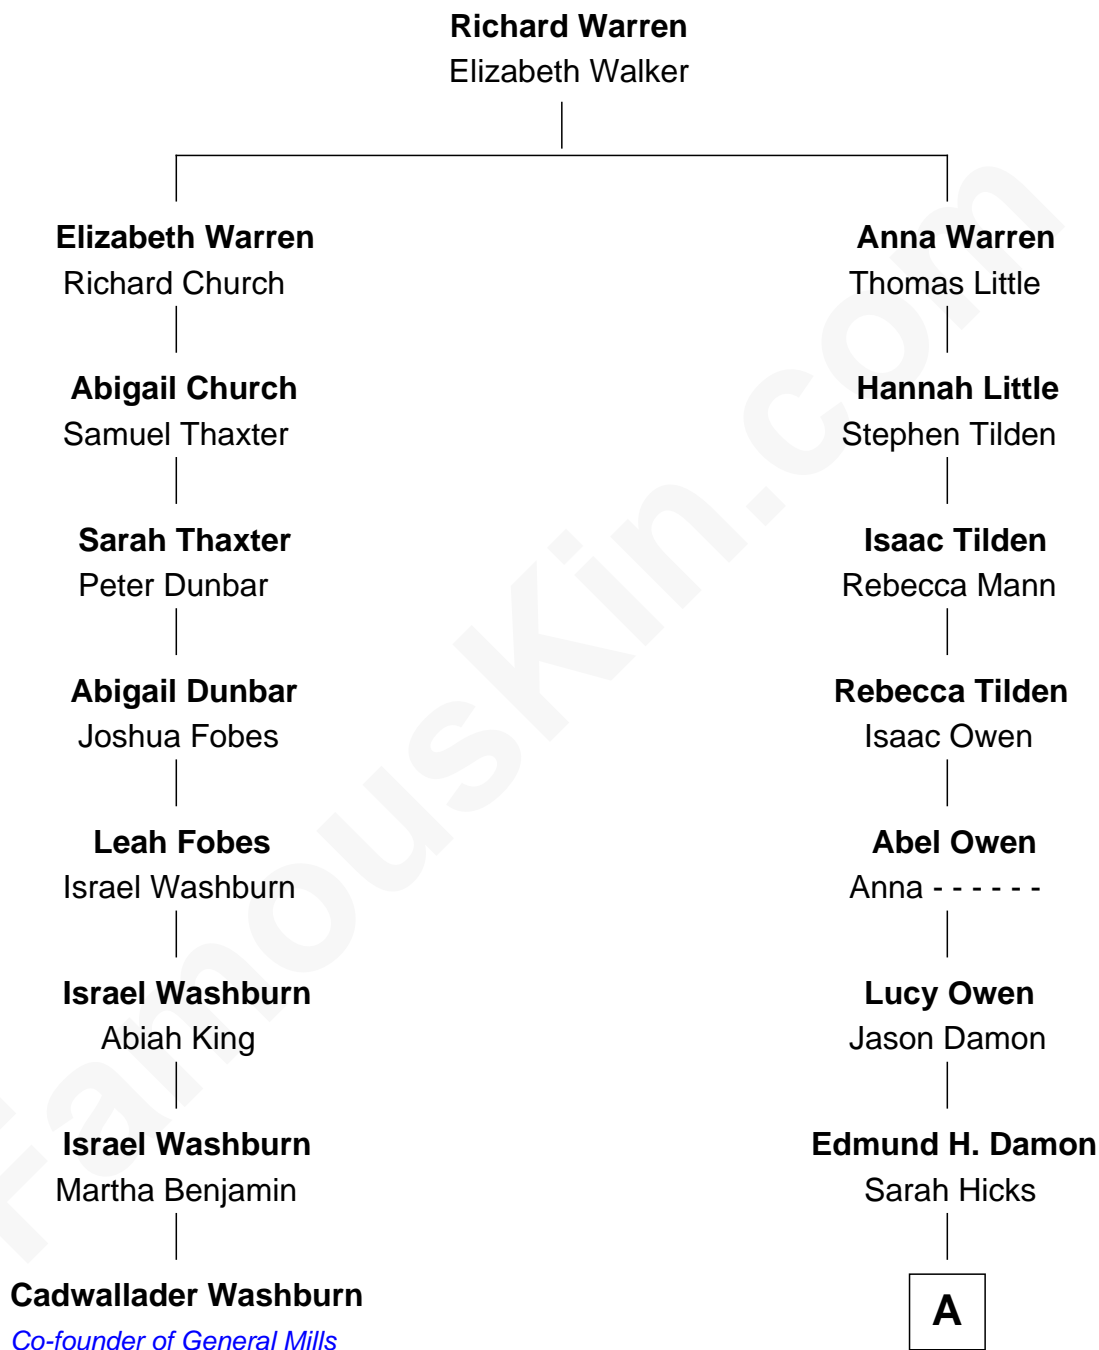 Richard Warren
Elizabeth Walker
Elizabeth Warren
Richard Church
Anna Warren
Thomas Little
Abigail Church
Samuel Thaxter
Hannah Little
Stephen Tilden
Sarah Thaxter
Peter Dunbar
Isaac Tilden
Rebecca Mann
Abigail Dunbar
Joshua Fobes
Rebecca Tilden
Isaac Owen
Leah Fobes
Israel Washburn
Abel Owen
Anna - - - - - -
Israel Washburn
Abiah King
Lucy Owen
Jason Damon
Israel Washburn
Martha Benjamin
Edmund H. Damon
Sarah Hicks
Cadwallader Washburn
Co-founder of General Mills
A
FamousKin.com